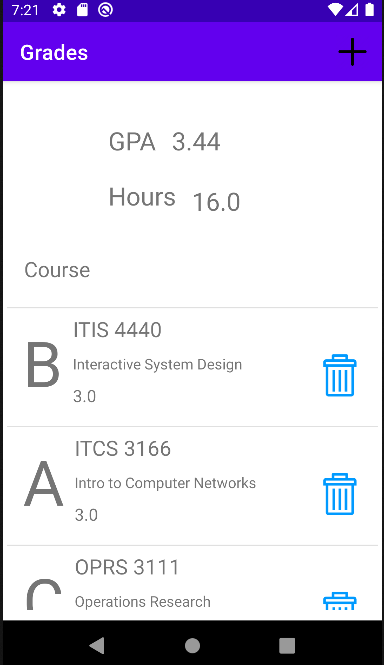 7:21
Grades
GPA 3.44
Hours 16.0
Course
ITIS 4440
B
Interactive System Design
3.0
ITCS 3166
A
Intro to Computer Networks
3.0
OPRS 3111
C
Operations Research